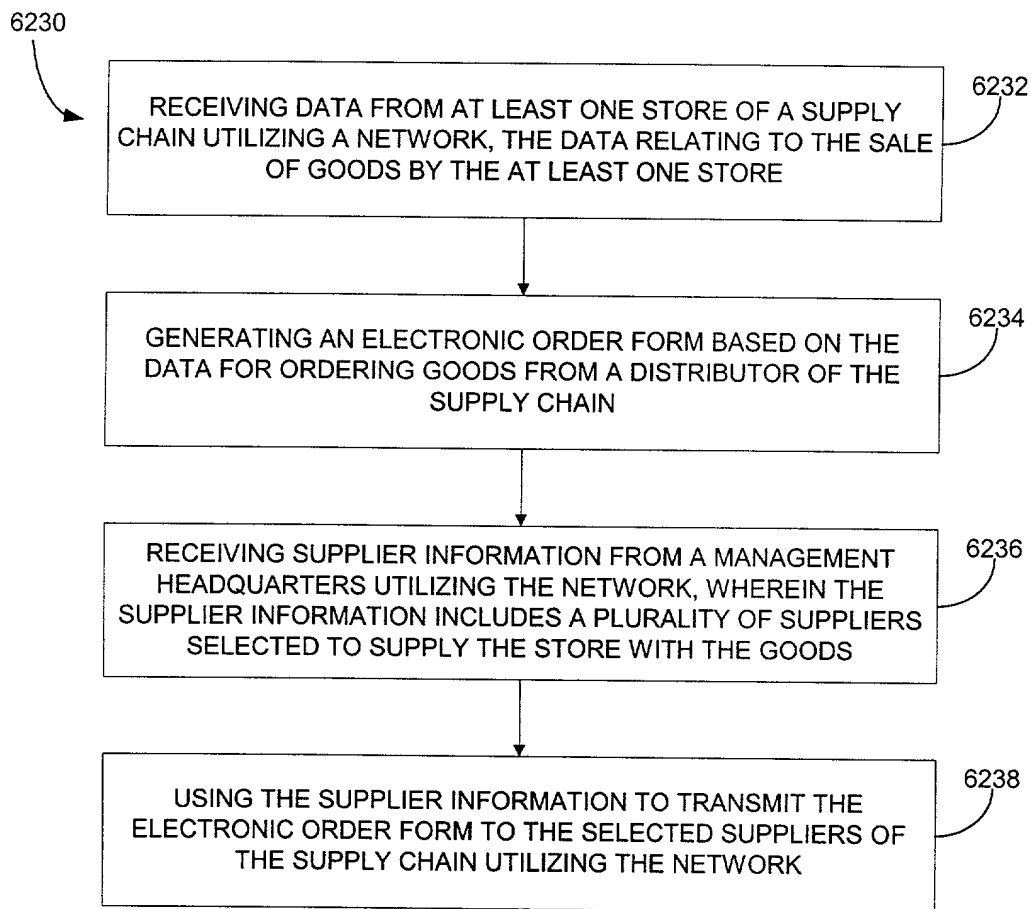 6230
RECEIVING DATA FROM AT LEAST ONE STORE OF A SUPPLY
CHAIN UTILIZING A NETWORK, THE DATA RELATING TO THE SALE
OF GOODS BY THE AT LEAST ONE STORE
6232
GENERATING AN ELECTRONIC ORDER FORM BASED ON THE
DATA FOR ORDERING GOODS FROM A DISTRIBUTOR OF THE
SUPPLY CHAIN
6234
RECEIVING SUPPLIER INFORMATION FROM A MANAGEMENT
HEADQUARTERS UTILIZING THE NETWORK, WHEREIN THE
SUPPLIER INFORMATION INCLUDES A PLURALITY OF SUPPLIERS
SELECTED TO SUPPLY THE STORE WITH THE GOODS
6236
USING THE SUPPLIER INFORMATION TO TRANSMIT THE
ELECTRONIC ORDER FORM TO THE SELECTED SUPPLIERS OF
THE SUPPLY CHAIN UTILIZING THE NETWORK
6238